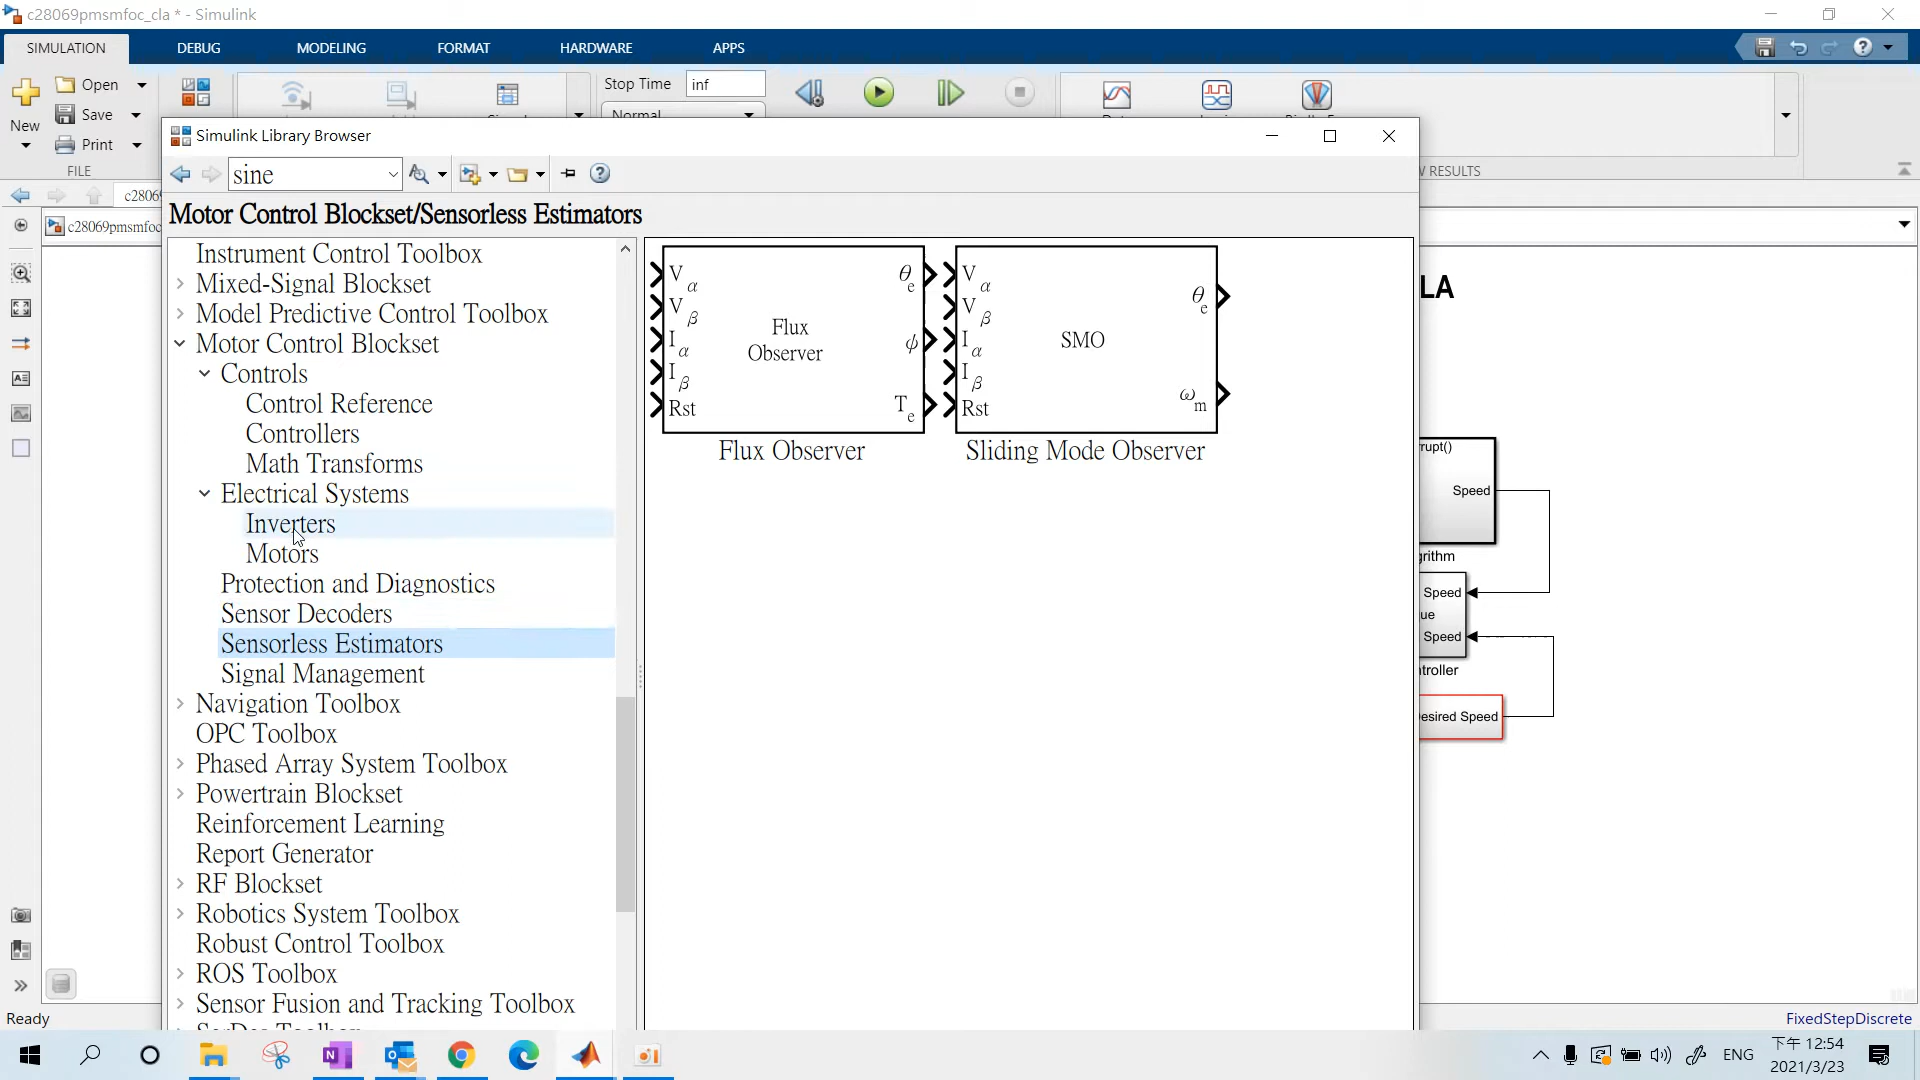 c28069pmsmfoc_cla * - Simulink
SIMULATION DEBUG MODELING FORMAT HARDWARE APPS
New
Open
Save
Print
FILE
Stop Time inf
Normal
RESULTS
c28069pmsmfoc
Simulink Library Browser
sine
Motor Control Blockset/Sensorless Estimators
Instrument Control Toolbox
Mixed-Signal Blockset
Model Predictive Control Toolbox
Motor Control Blockset
Controls
Control Reference
Controllers
Math Transforms
Electrical Systems
Inverters
Motors
Protection and Diagnostics
Sensor Decoders
Sensorless Estimators
Signal Management
Navigation Toolbox
OPC Toolbox
Phased Array System Toolbox
Powertrain Blockset
Reinforcement Learning
Report Generator
RF Blockset
Robotics System Toolbox
Robust Control Toolbox
ROS Toolbox
Sensor Fusion and Tracking Toolbox
Vα
Vβ
Iα
Iβ
Rst
Flux
Observer
θe
ϕ
Te
Flux Observer
Vα
Vβ
Iα
Iβ
Rst
SMO
θe
ωm
Sliding Mode Observer
LA
rupt()
Speed
grithm
Speed
ue
Speed
ntroller
esired Speed
Ready
FixedStepDiscrete
ENG
下午 12:54
2021/3/23